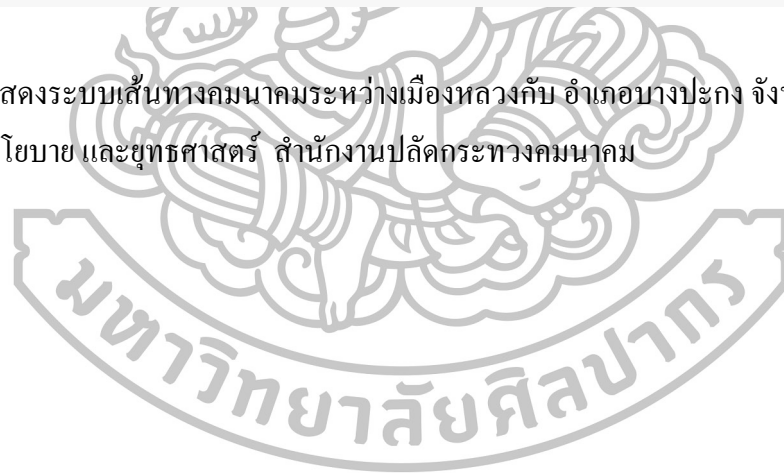 สดงระบบเส้นทางคมนาคมระหว่างเมืองหลวงกับ อำเภอบางปะกง
โยบาย และยุทธศาสตร์ สำนักงานปลัดกระทวงคมนาคม
มหาวิทยาลัยศิลปากร